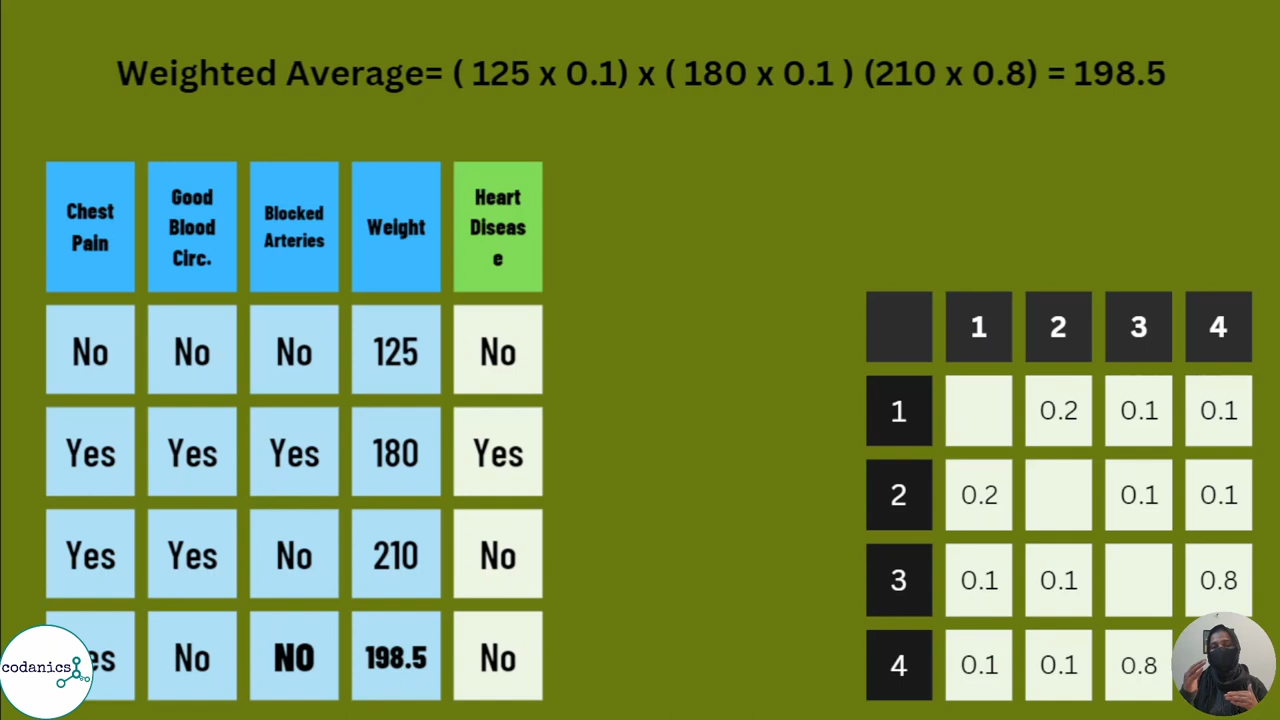 Weighted Average= ( 125 x 0.1) x ( 180 x 0.1 ) (210 x 0.8) = 198.5
Chest Pain Good Blood Circ. Blocked Arteries Weight Heart Diseas e
No No No 125 No
Yes Yes Yes 180 Yes
Yes Yes No 210 No
es No NO 198.5 No
1 2 3 4
1 0.2 0.1 0.1
2 0.2 0.1 0.1
3 0.1 0.1 0.8
4 0.1 0.1 0.8
codanics